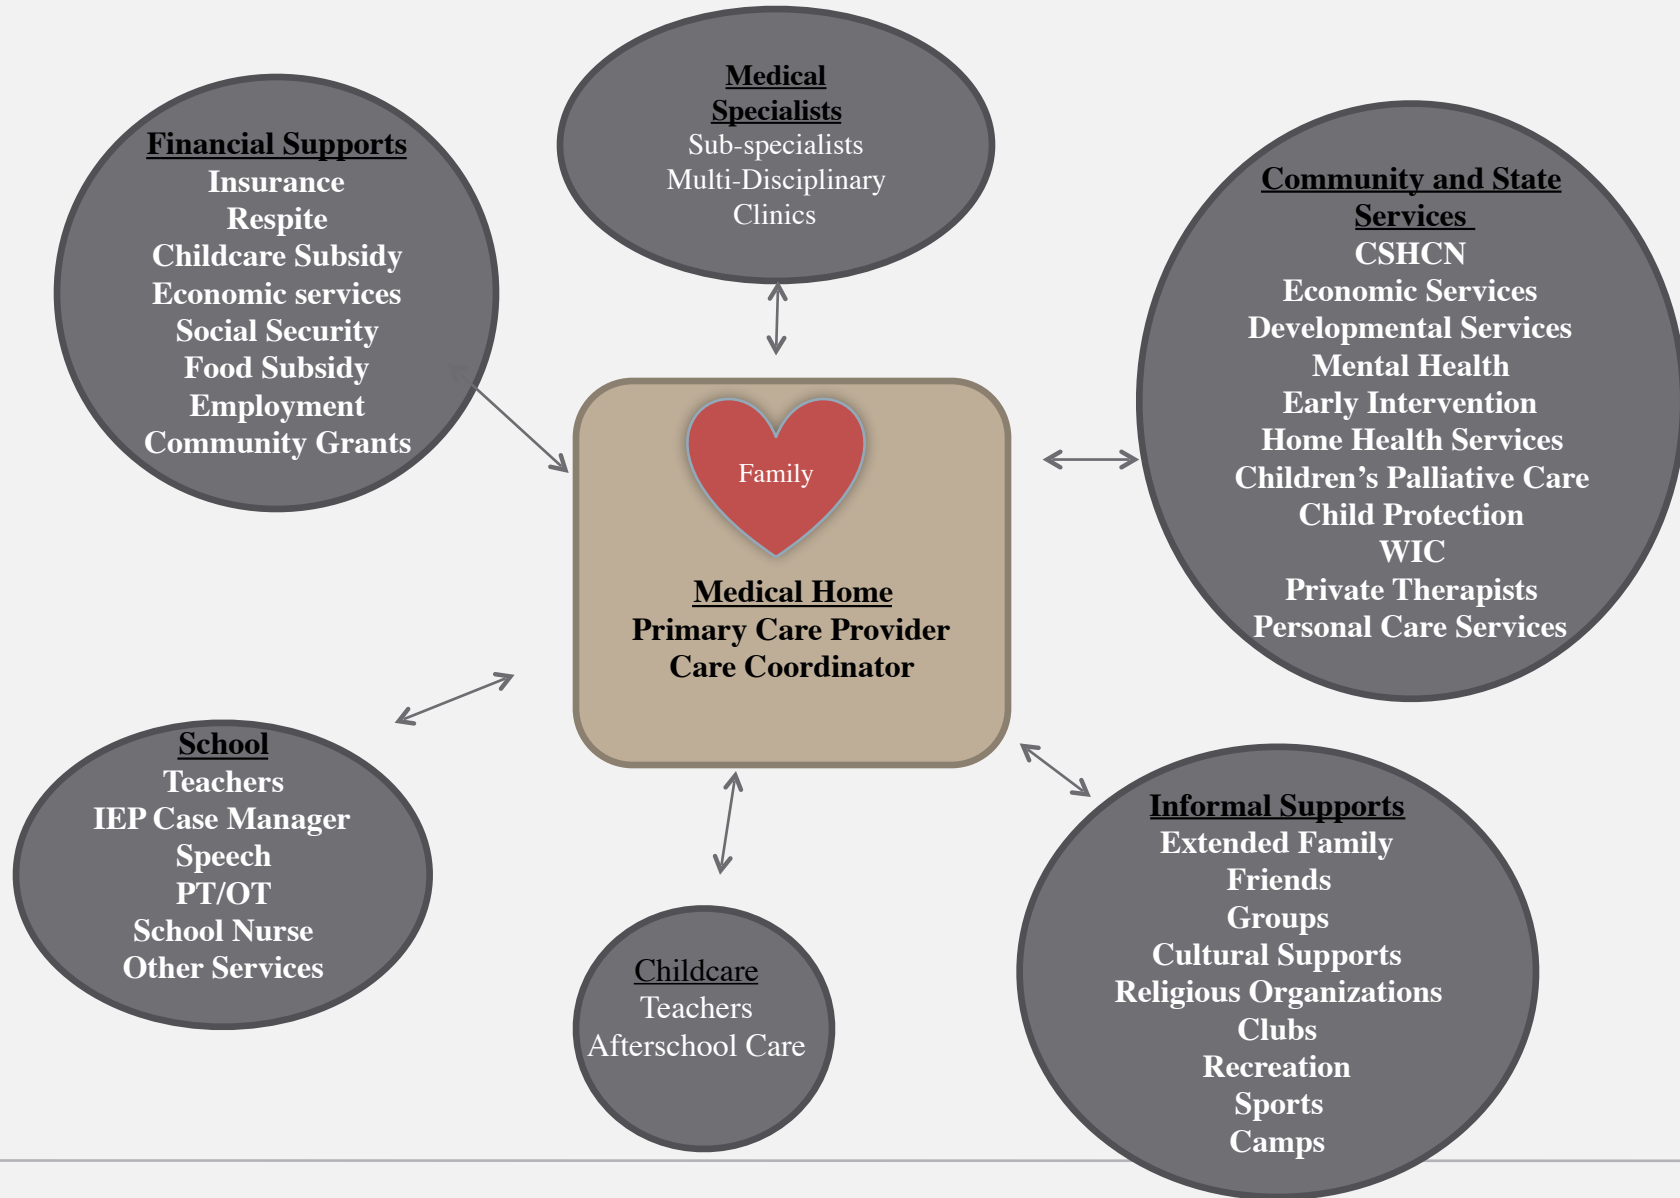 Medical
Specialists
Sub-specialists
Multi-Disciplinary
Clinics
Financial Supports
Insurance
Respite
Childcare Subsidy
Economic services
Social Security
Food Subsidy
Employment
Community Grants
Community and State
Services
CSHCN
Economic Services
Developmental Services
Mental Health
Early Intervention
Home Health Services
Children’s Palliative Care
Child Protection
WIC
Private Therapists
Personal Care Services
Family
Medical Home
Primary Care Provider
Care Coordinator
School
Teachers
IEP Case Manager
Speech
PT/OT
School Nurse
Other Services
Childcare
Teachers
Afterschool Care
Informal Supports
Extended Family
Friends
Groups
Cultural Supports
Religious Organizations
Clubs
Recreation
Sports
Camps